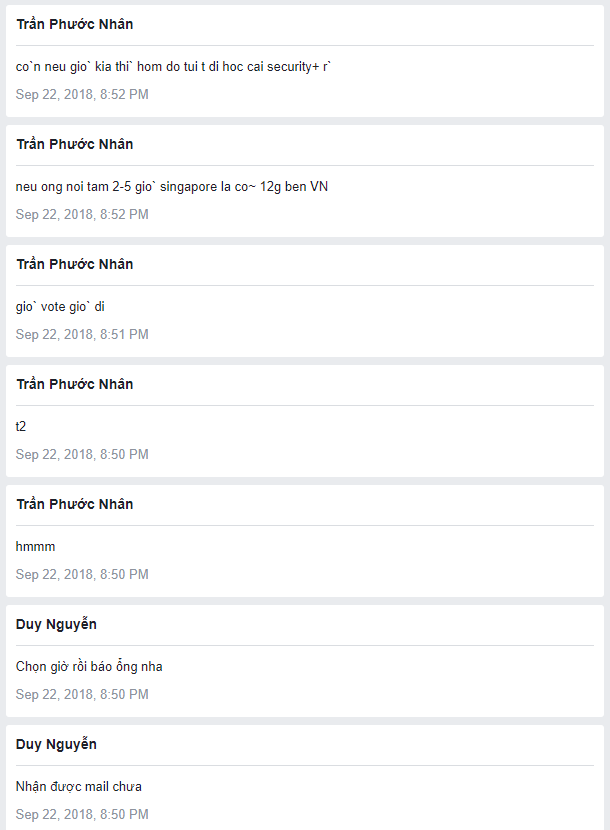 Trần Phước Nhân
co`n neu gio` kia thi` hom do tui t di hoc cai security+ r`
Sep 22, 2018, 8:52 PM
Trần Phước Nhân
neu ong noi tam 2-5 gio` singapore la co~ 12g ben VN
Sep 22, 2018, 8:52 PM
Trần Phước Nhân
gio` vote gio` di
Sep 22, 2018, 8:51 PM
Trần Phước Nhân
t2
Sep 22, 2018, 8:50 PM
Trần Phước Nhân
hmmm
Sep 22, 2018, 8:50 PM
Duy Nguyễn
Chọn giờ rồi báo ổng nha
Sep 22, 2018, 8:50 PM
Duy Nguyễn
Nhận được mail chưa
Sep 22, 2018, 8:50 PM